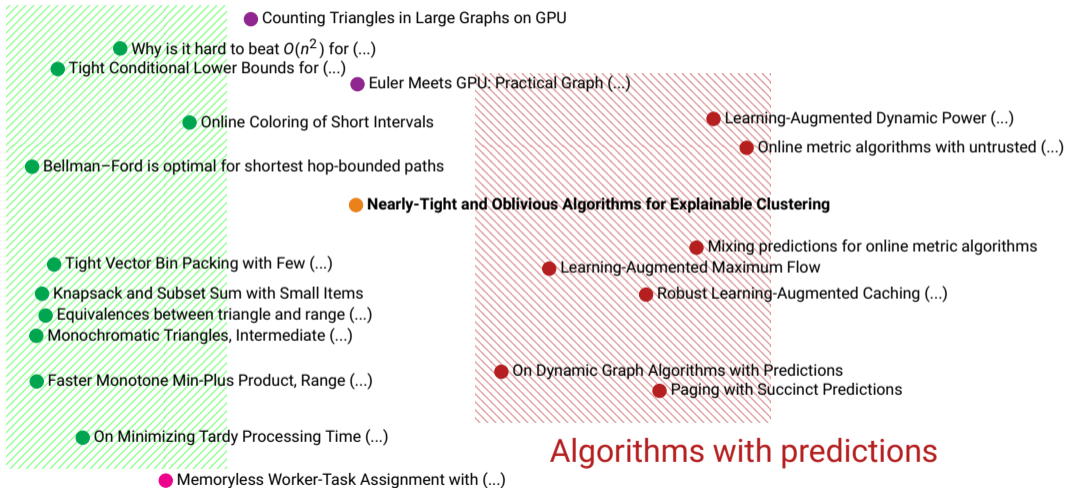 Counting Triangles in Large Graphs on GPU
Why is it hard to beat O(n²) for (...)
Tight Conditional Lower Bounds for (...)
Euler Meets GPU: Practical Graph (...)
Learning-Augmented Dynamic Power (...)
Online Coloring of Short Intervals
Online metric algorithms with untrusted (...)
Bellman–Ford is optimal for shortest hop-bounded paths
Nearly-Tight and Oblivious Algorithms for Explainable Clustering
Mixing predictions for online metric algorithms
Tight Vector Bin Packing with Few (...)
Learning-Augmented Maximum Flow
Knapsack and Subset Sum with Small Items
Robust Learning-Augmented Caching (...)
Equivalences between triangle and range (...)
Monochromatic Triangles, Intermediate (...)
On Dynamic Graph Algorithms with Predictions
Faster Monotone Min-Plus Product, Range (...)
Paging with Succinct Predictions
On Minimizing Tardy Processing Time (...)
Algorithms with predictions
Memoryless Worker-Task Assignment with (...)